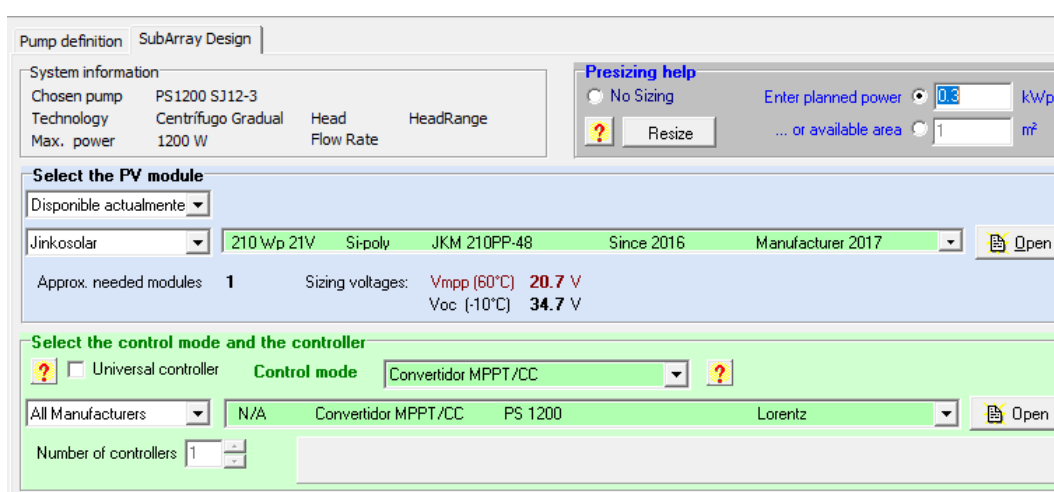 Pump definition SubArray Design
System information
Chosen pump PS1200 SJ12-3
Technology Centrífugo Gradual Head HeadRange
Max. power 1200 W Flow Rate
Presizing help
No Sizing Enter planned power 0.3 kWp
? Resize ... or available area 1 m²
Select the PV module
Disponible actualmente
Jinkosolar 210 Wp 21V Si-poly JKM 210PP-48 Since 2016 Manufacturer 2017 Open
Approx. needed modules 1 Sizing voltages: Vmpp (60°C) 20.7 V
Voc (-10°C) 34.7 V
Select the control mode and the controller
? Universal controller Control mode Convertidor MPPT/CC ?
All Manufacturers N/A Convertidor MPPT/CC PS 1200 Lorentz Open
Number of controllers 1